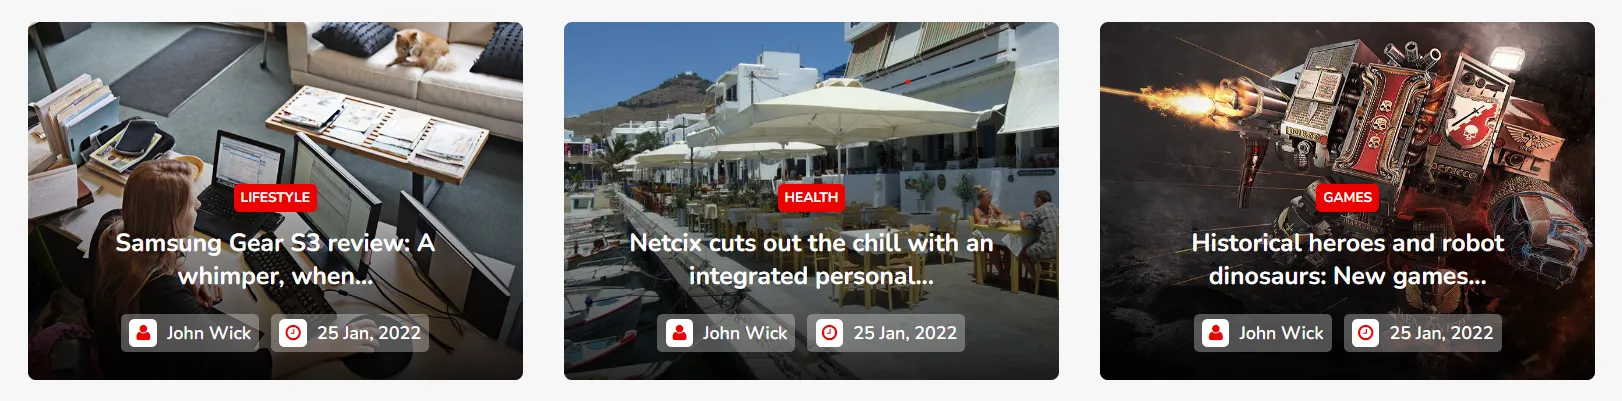 LIFESTYLE
Samsung Gear S3 review: A
whimper, when...
John Wick
25 Jan, 2022
HEALTH
Netcix cuts out the chill with an
integrated personal...
John Wick
25 Jan, 2022
GAMES
Historical heroes and robot
dinosaurs: New games...
John Wick
25 Jan, 2022